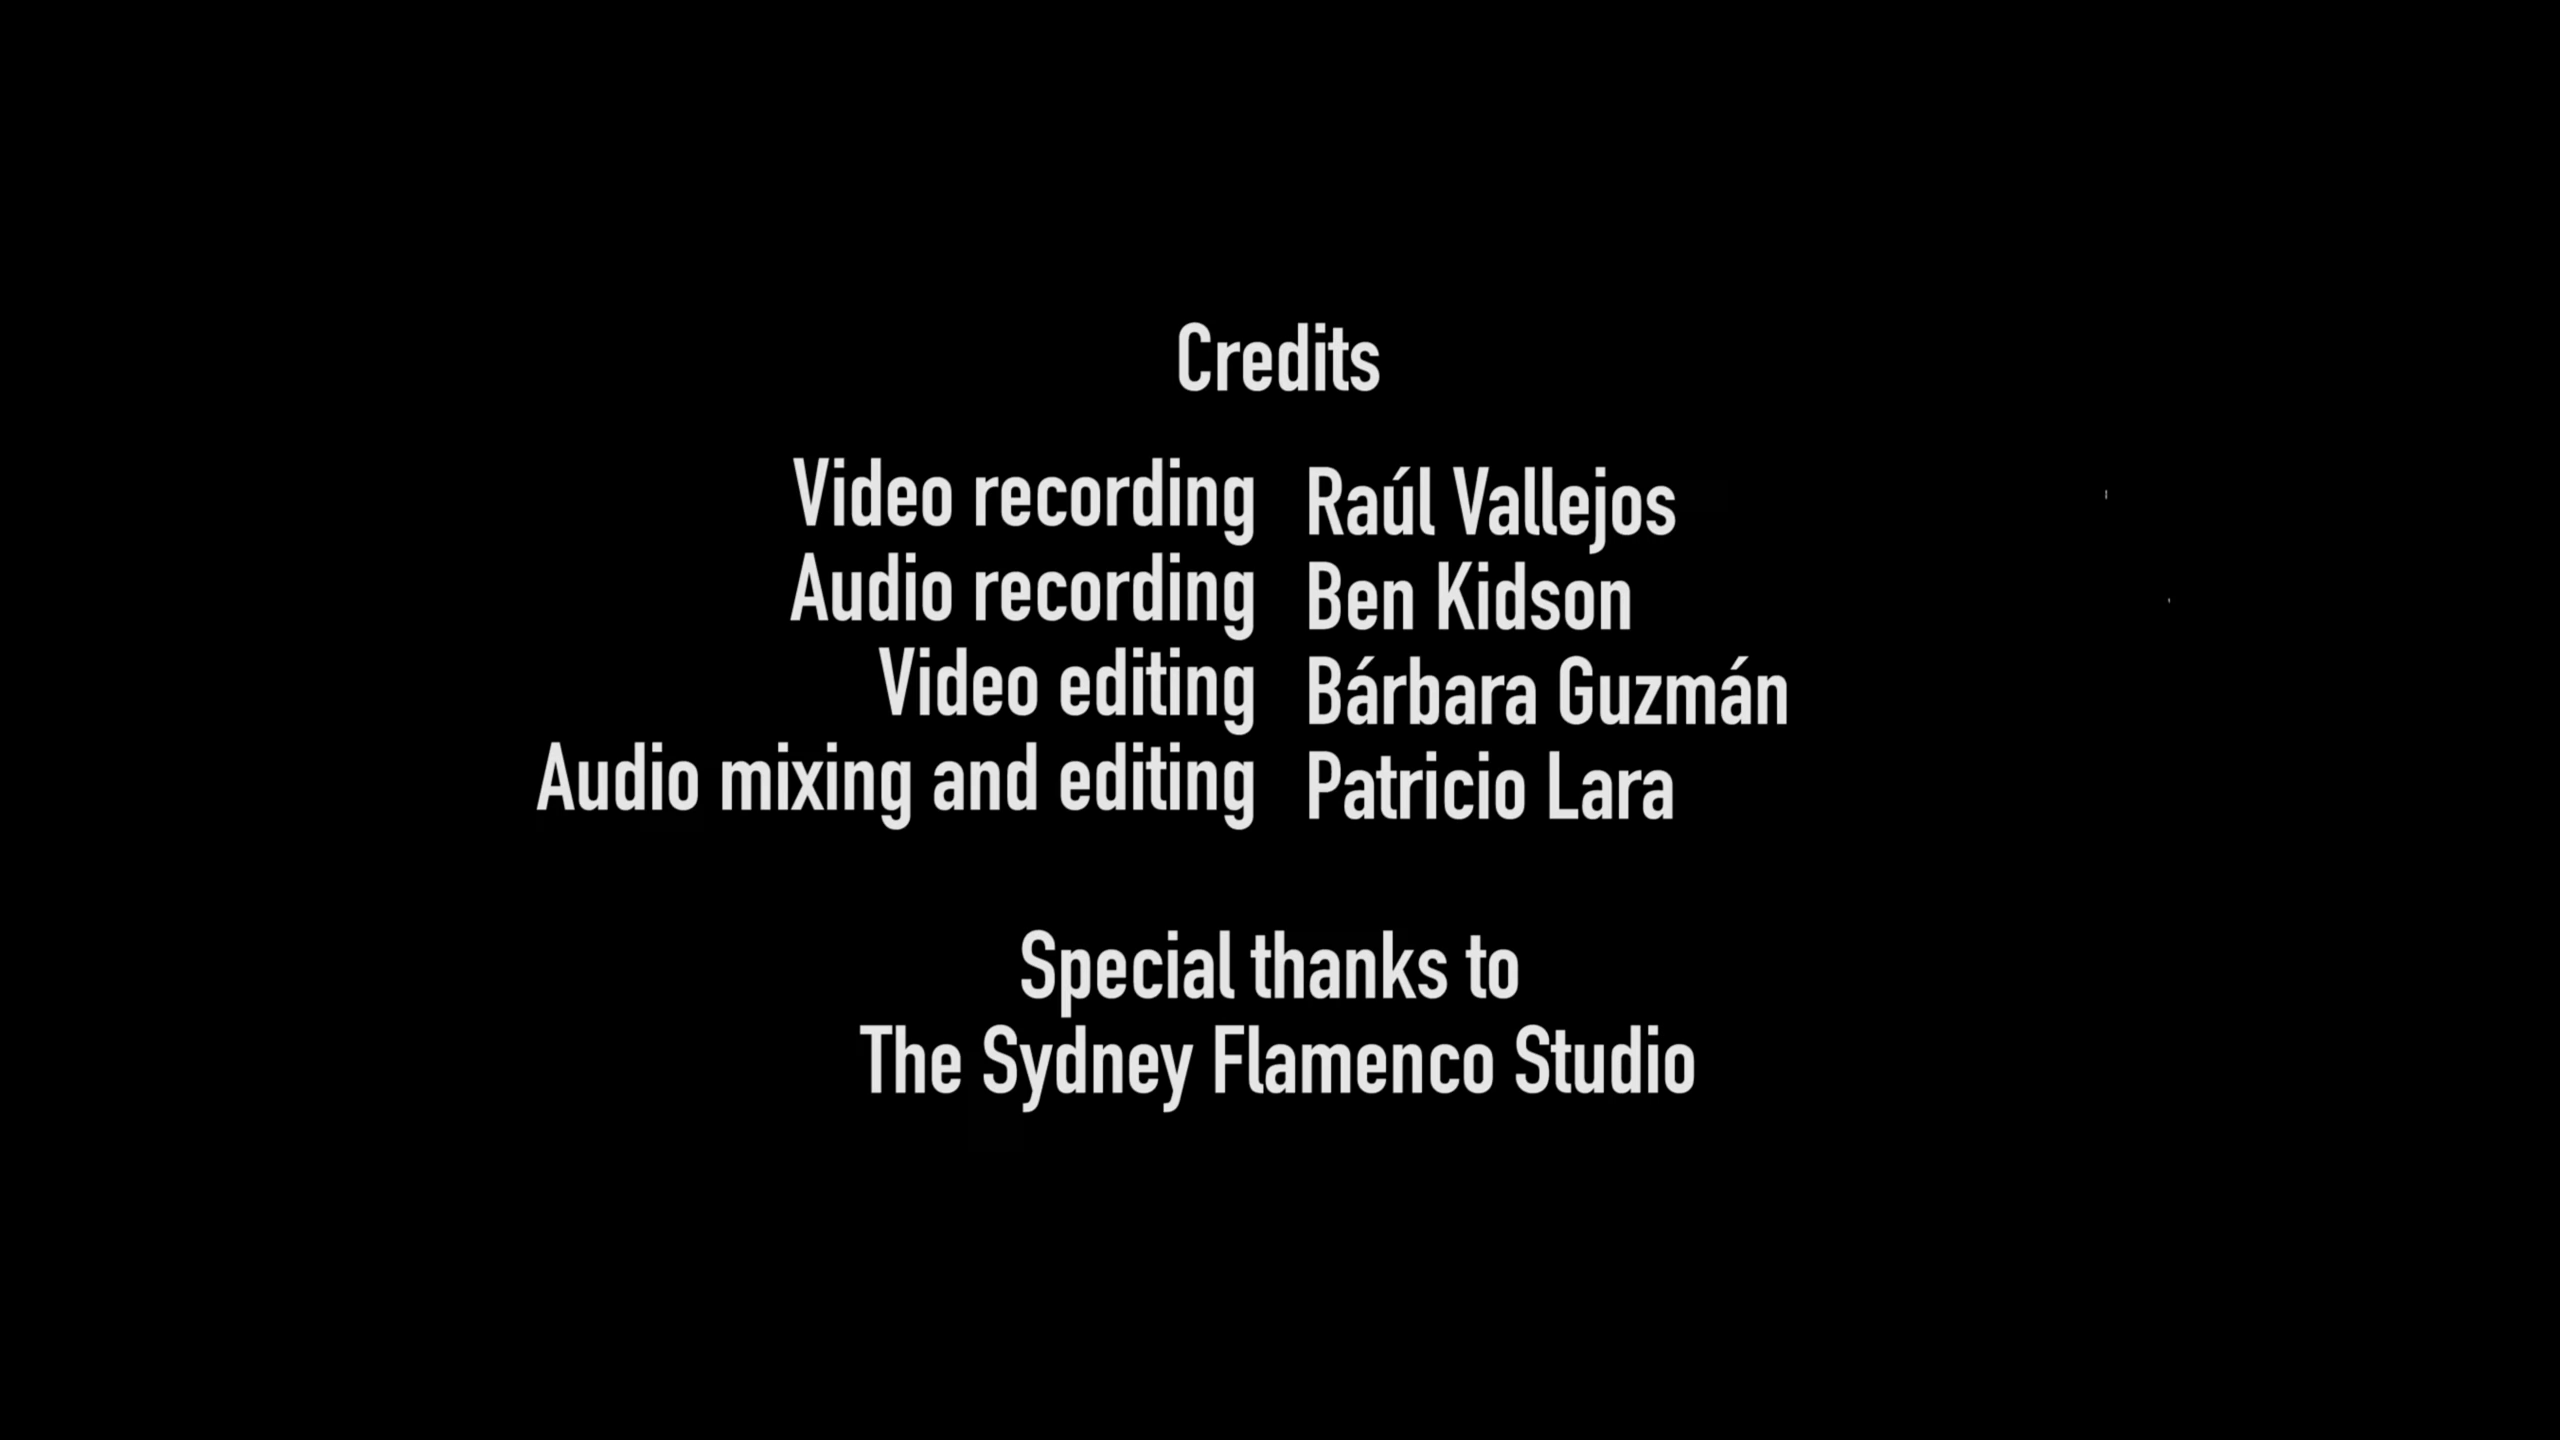 Credits
Video recording Raúl Vallejos
Audio recording Ben Kidson
Video editing Bárbara Guzmán
Audio mixing and editing Patricio Lara
Special thanks to
The Sydney Flamenco Studio